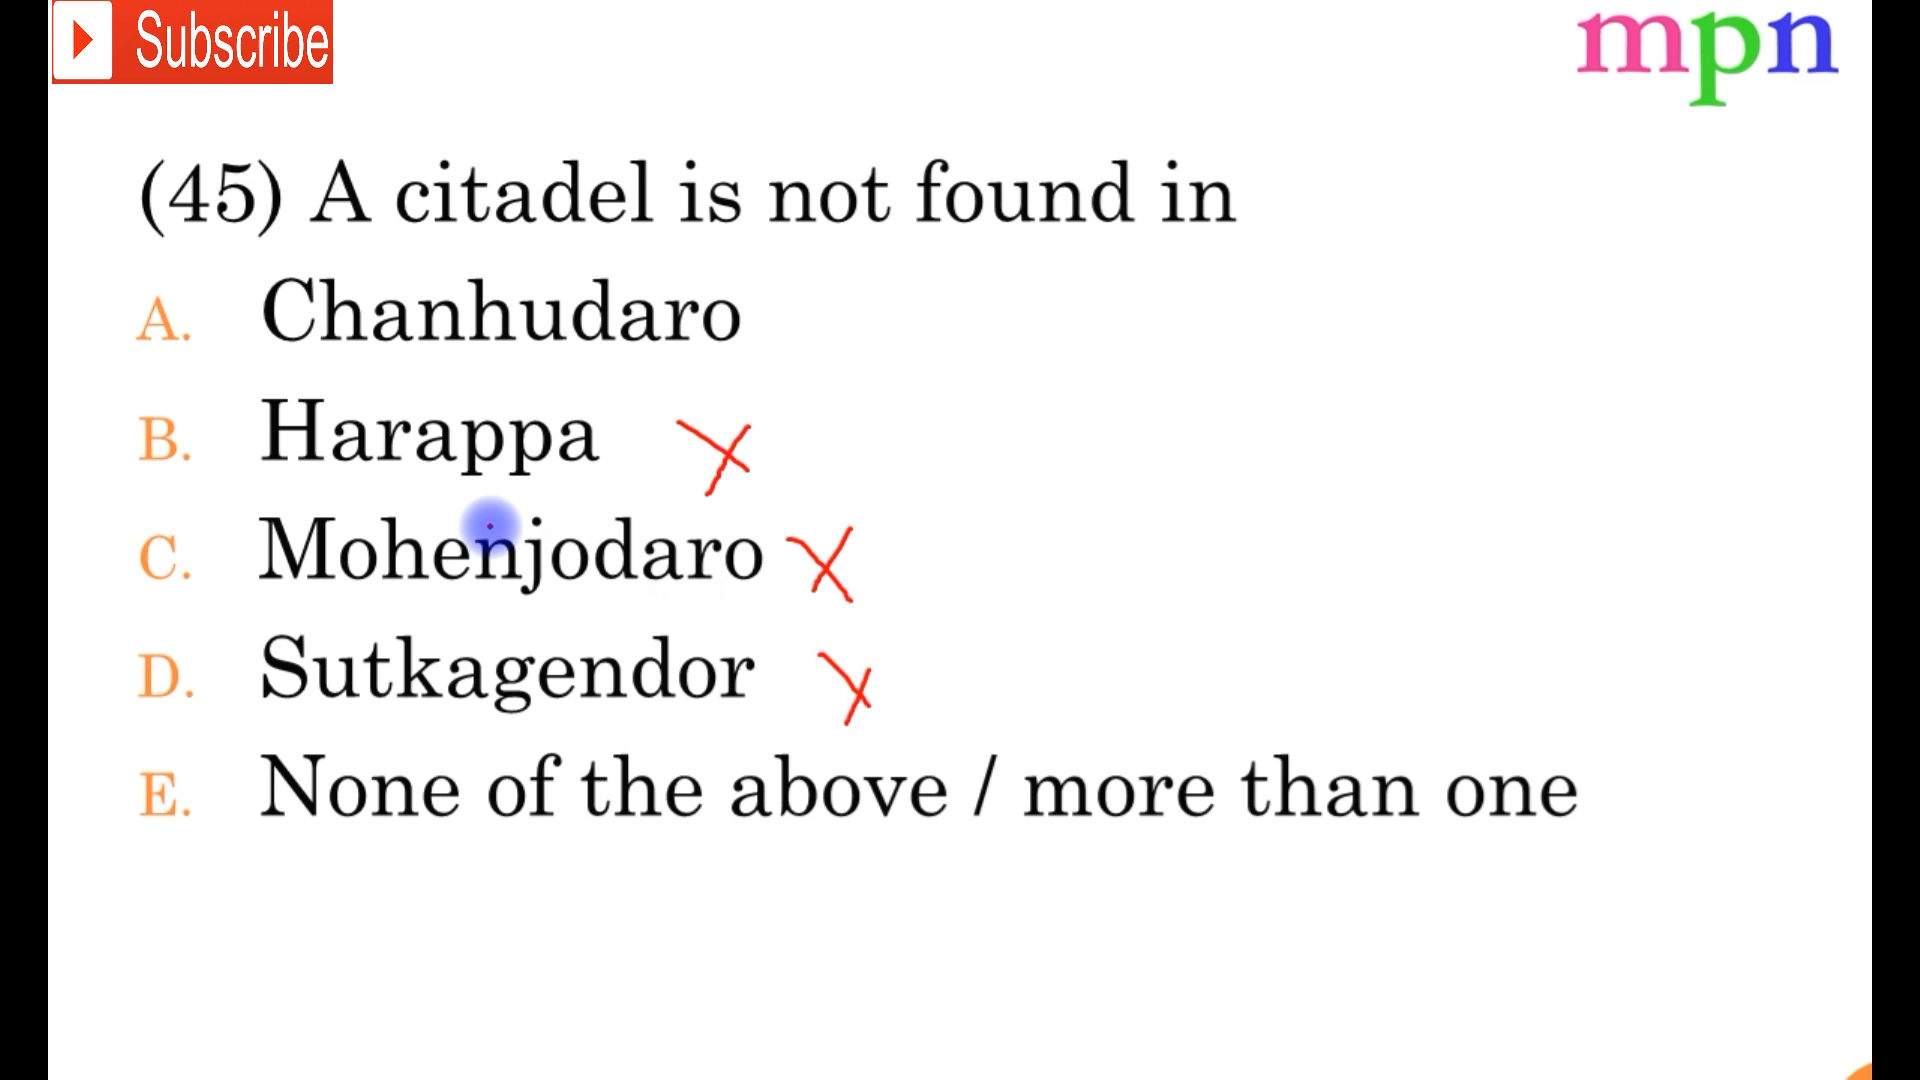 Subscribe
mpn
(45) A citadel is not found in
A. Chanhudaro
B. Harappa
C. Mohenjodaro
D. Sutkagendor
E. None of the above / more than one